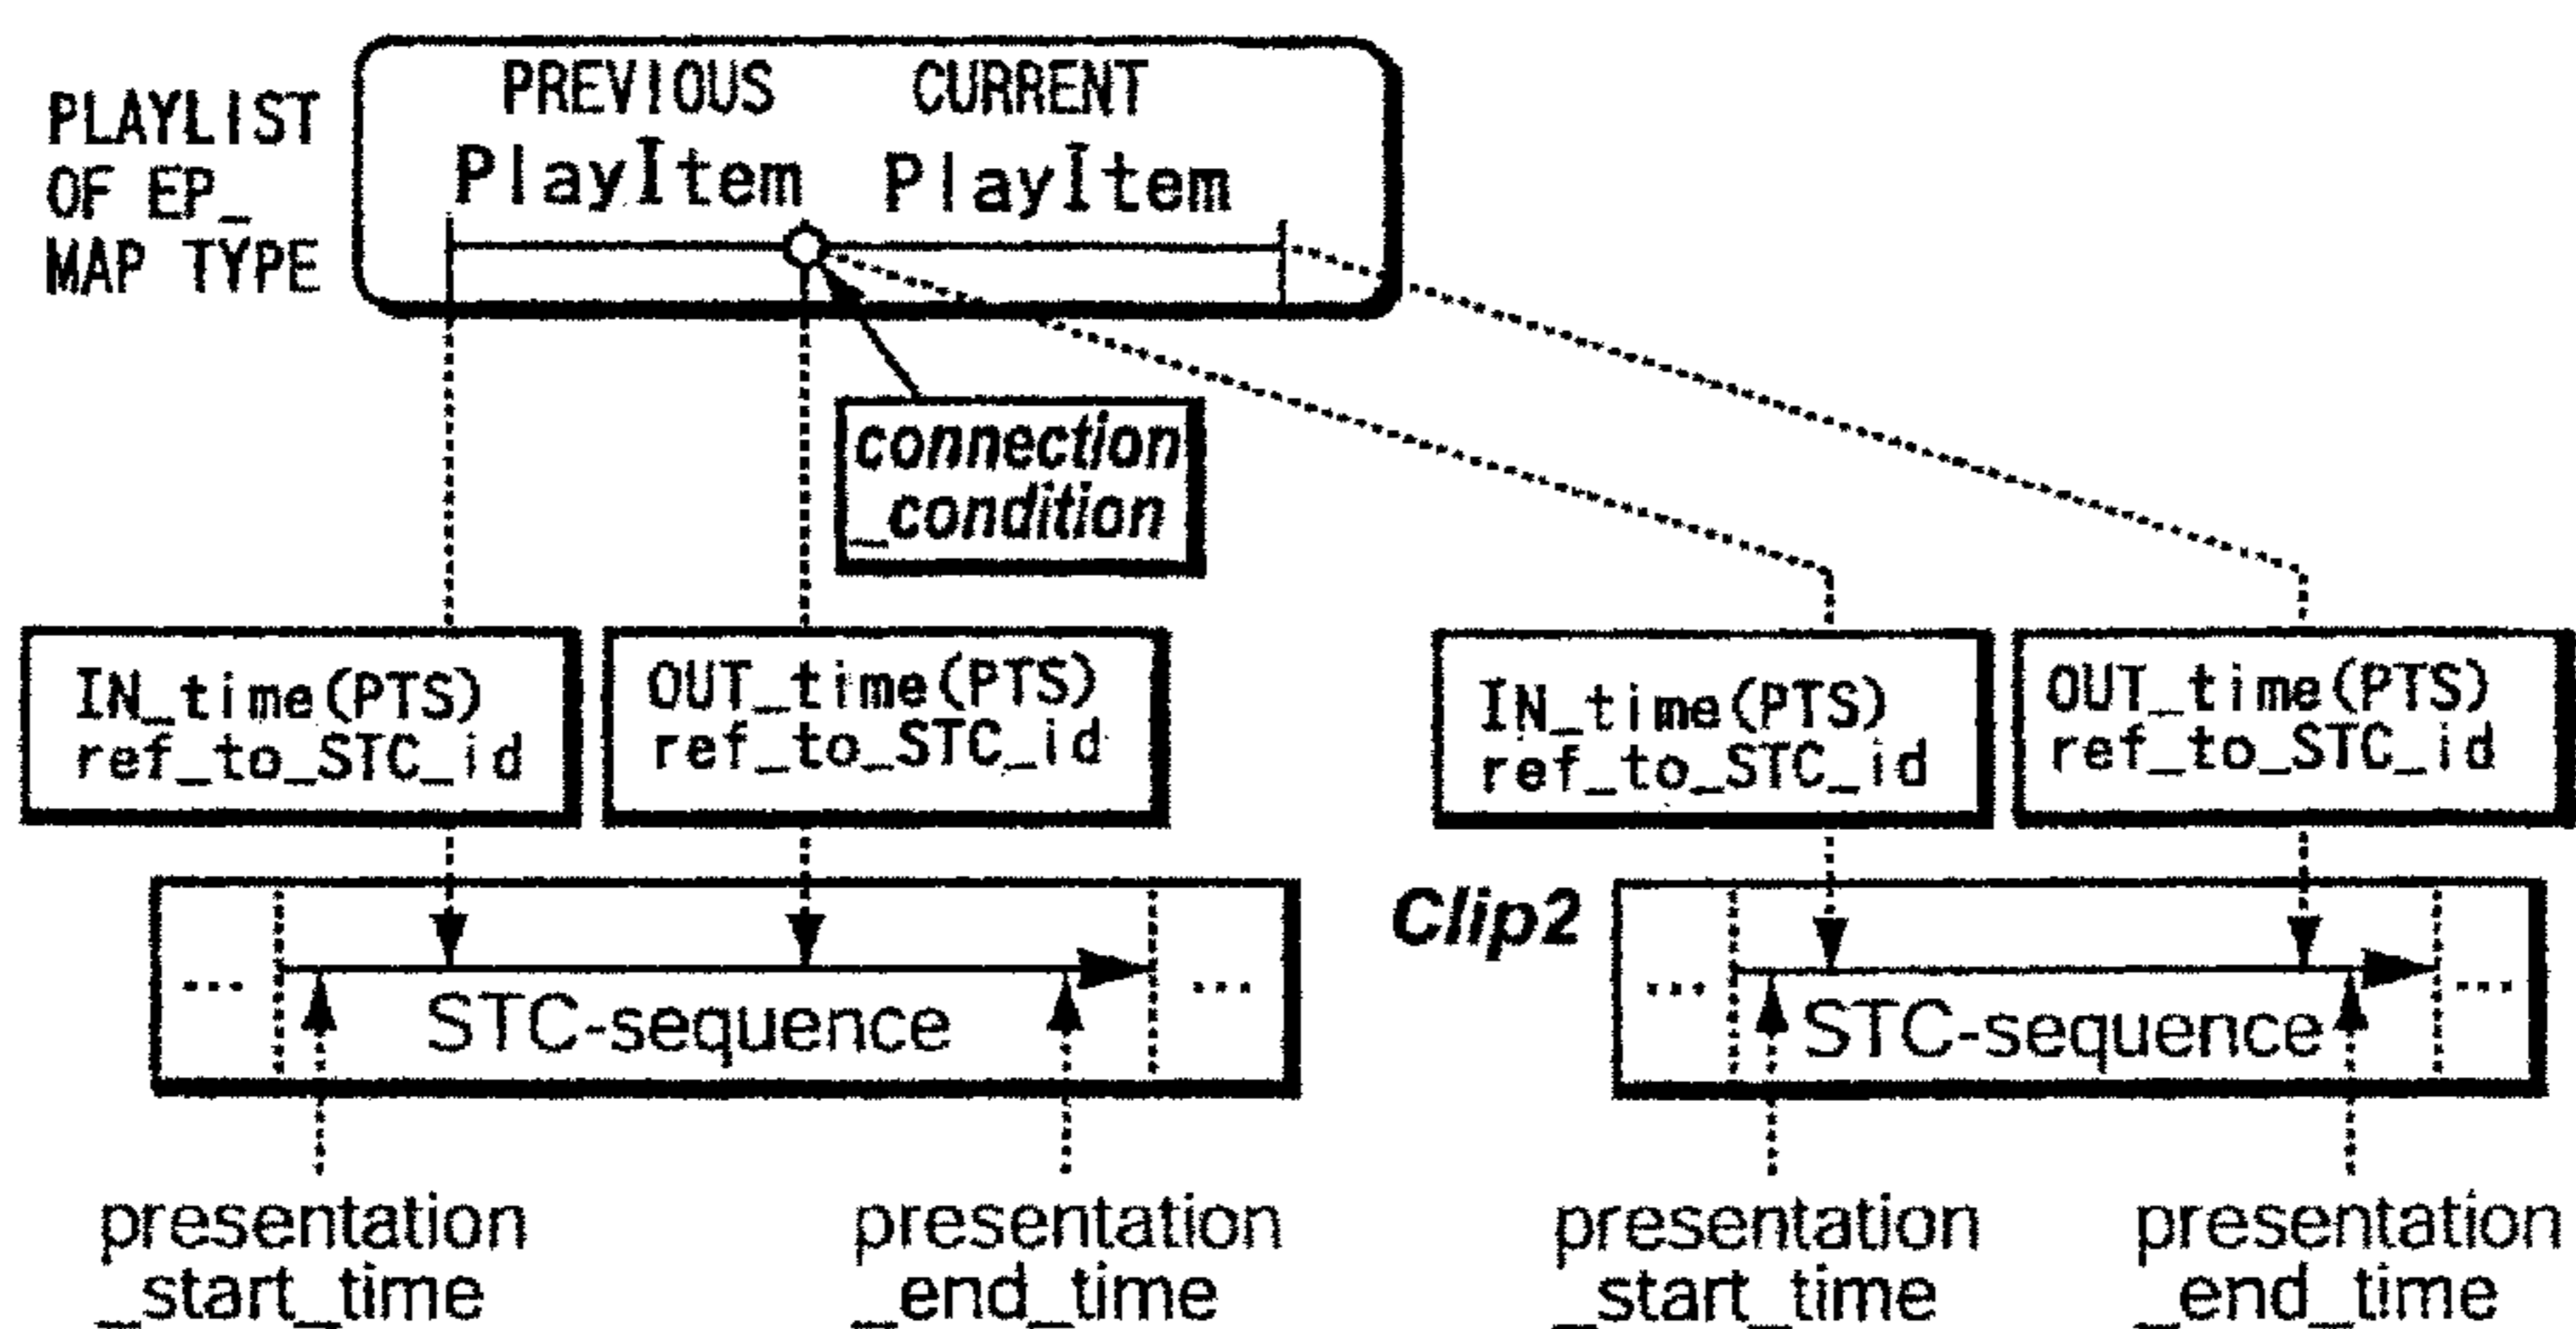 PLAYLIST
OF EP_
MAP TYPE
PREVIOUS
PlayItem
CURRENT
PlayItem
connection
_condition
IN_time(PTS)
ref_to_STC_id
OUT_time(PTS)
ref_to_STC_id
IN_time(PTS)
ref_to_STC_id
OUT_time(PTS)
ref_to_STC_id
...
STC-sequence
...
Clip2
...
STC-sequence
...
presentation
_start_time
presentation
_end_time
presentation
_start_time
presentation
_end_time